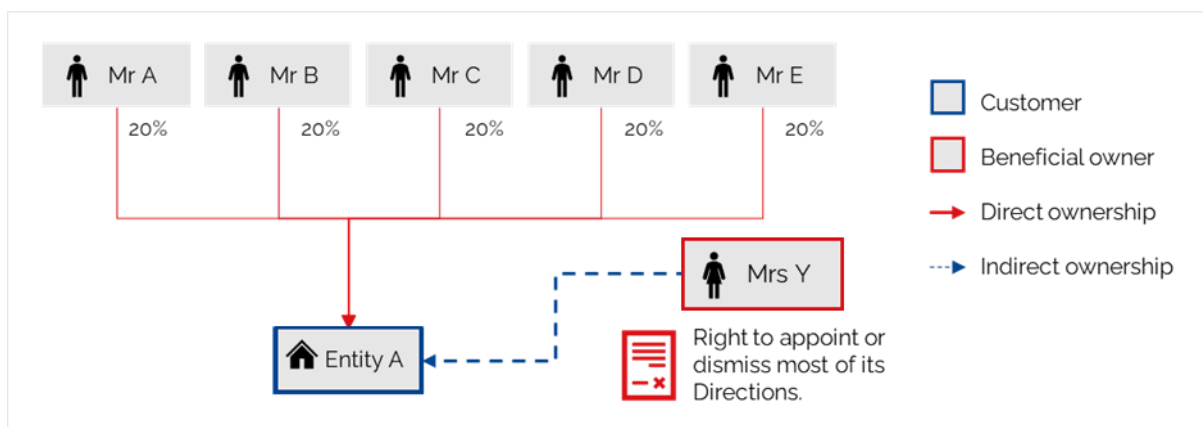 Mr A
Mr B
Mr C
Mr D
Mr E
20%
20%
20%
20%
20%
Customer
Beneficial owner
Direct ownership
Indirect ownership
Mrs Y
Entity A
Right to appoint or
dismiss most of its
Directions.